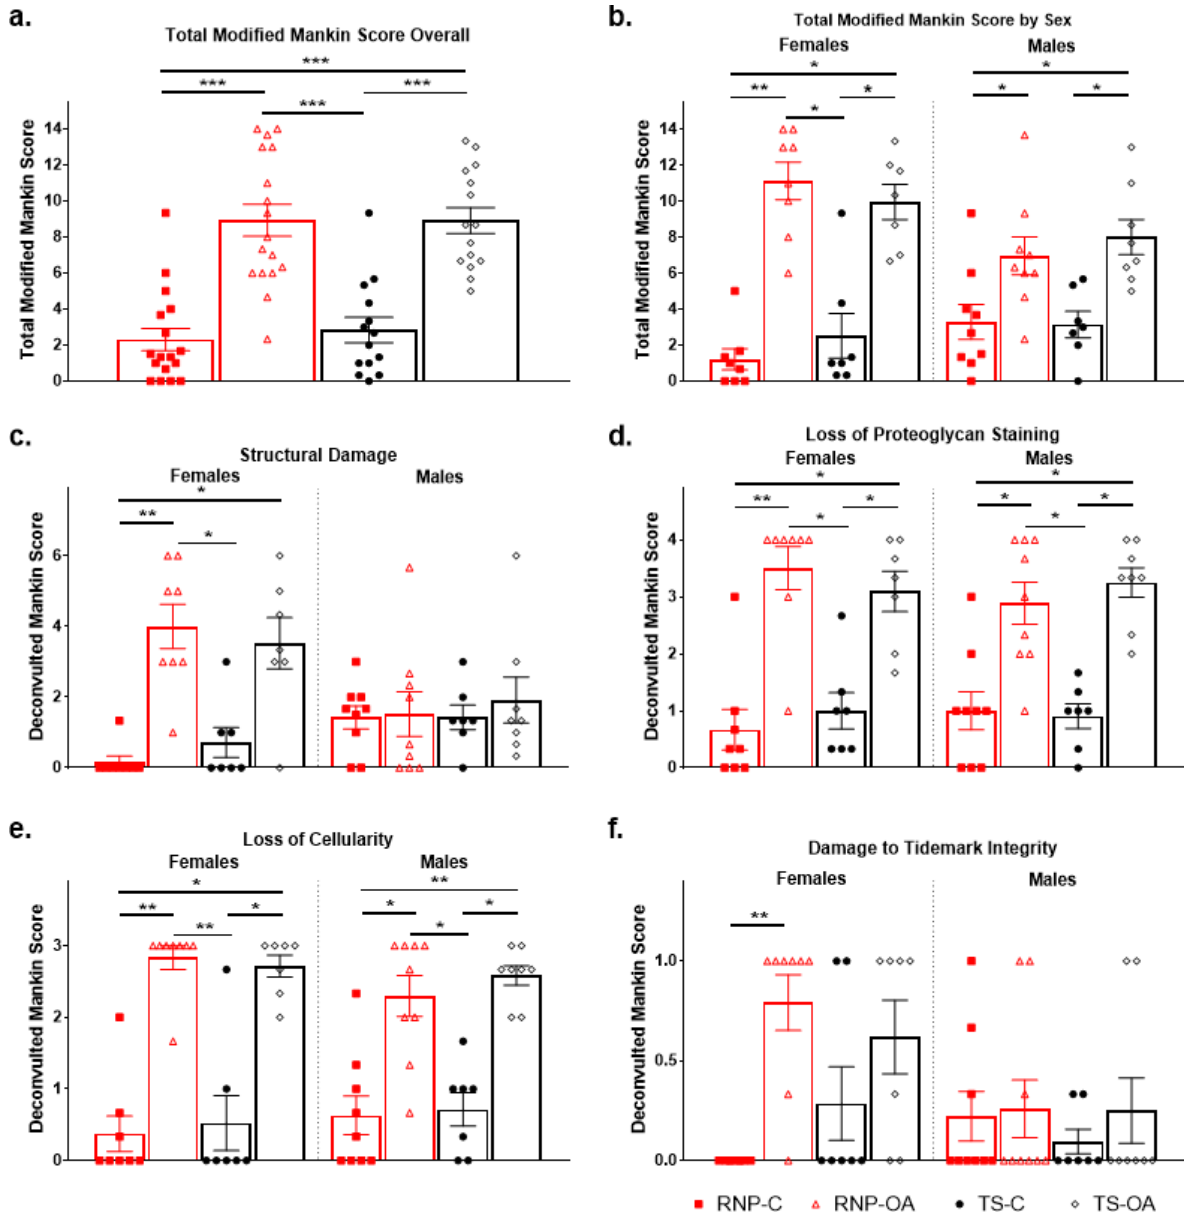 a.
Total Modified Mankin Score Overall
***
***
***
***
Total Modified Mankin Score
14
12
10
8
6
4
2
0
b.
Total Modified Mankin Score by Sex
Females
Males
*
**
*
*
*
*
*
Total Modified Mankin Score
14
12
10
8
6
4
2
0
c.
Structural Damage
Females
Males
*
**
*
Deconvulted Mankin Score
6
4
2
0
d.
Loss of Proteoglycan Staining
Females
Males
*
**
*
*
*
*
*
*
Deconvulted Mankin Score
4
3
2
1
0
e.
Loss of Cellularity
Females
Males
*
**
*
**
**
*
*
*
Deconvulted Mankin Score
3
2
1
0
f.
Damage to Tidemark Integrity
Females
Males
**
Deconvulted Mankin Score
1.0
0.5
0.0
RNP-C RNP-OA TS-C TS-OA